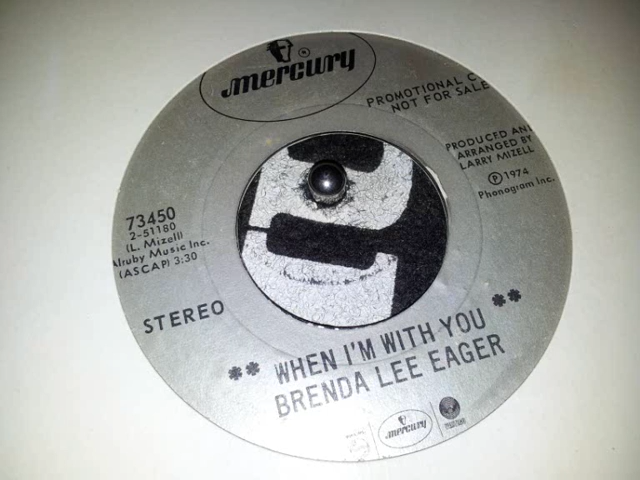 mercury
PROMOTIONAL C
NOT FOR SALE
PRODUCED AN
ARRANGED BY
LARRY MIZELL
℗ 1974
Phonogram Inc.
73450
2-51180
(L. Mizell)
Alruby Music Inc.
(ASCAP) 3:30
STEREO
** WHEN I'M WITH YOU **
BRENDA LEE EAGER
mercury